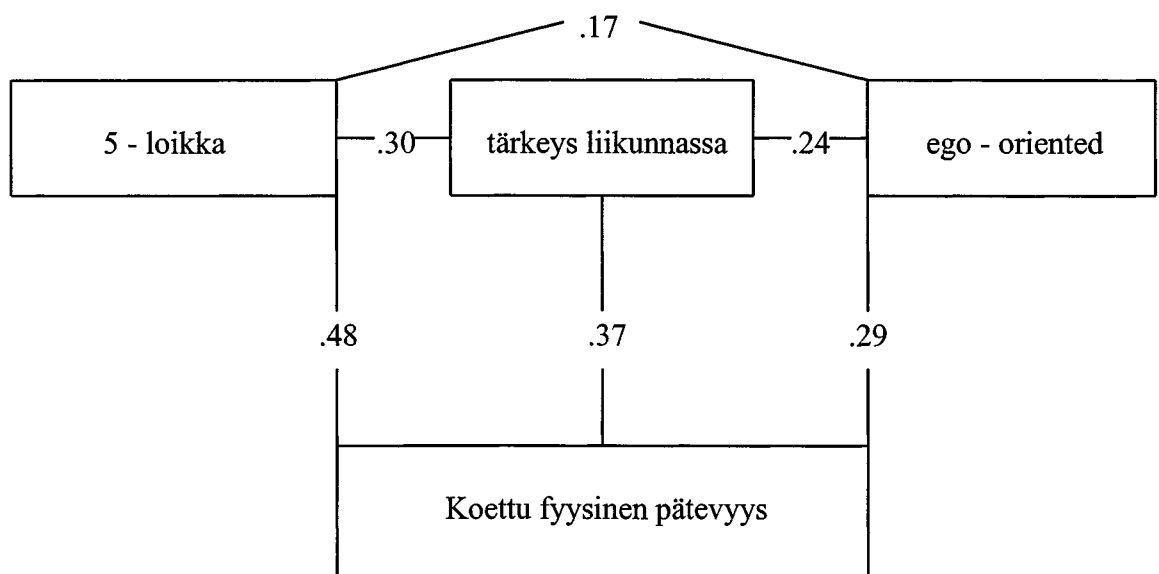 .17
5 - loikka
.30
tärkeys liikunnassa
.24
ego - oriented
.48
.37
.29
Koettu fyysinen pätevyys